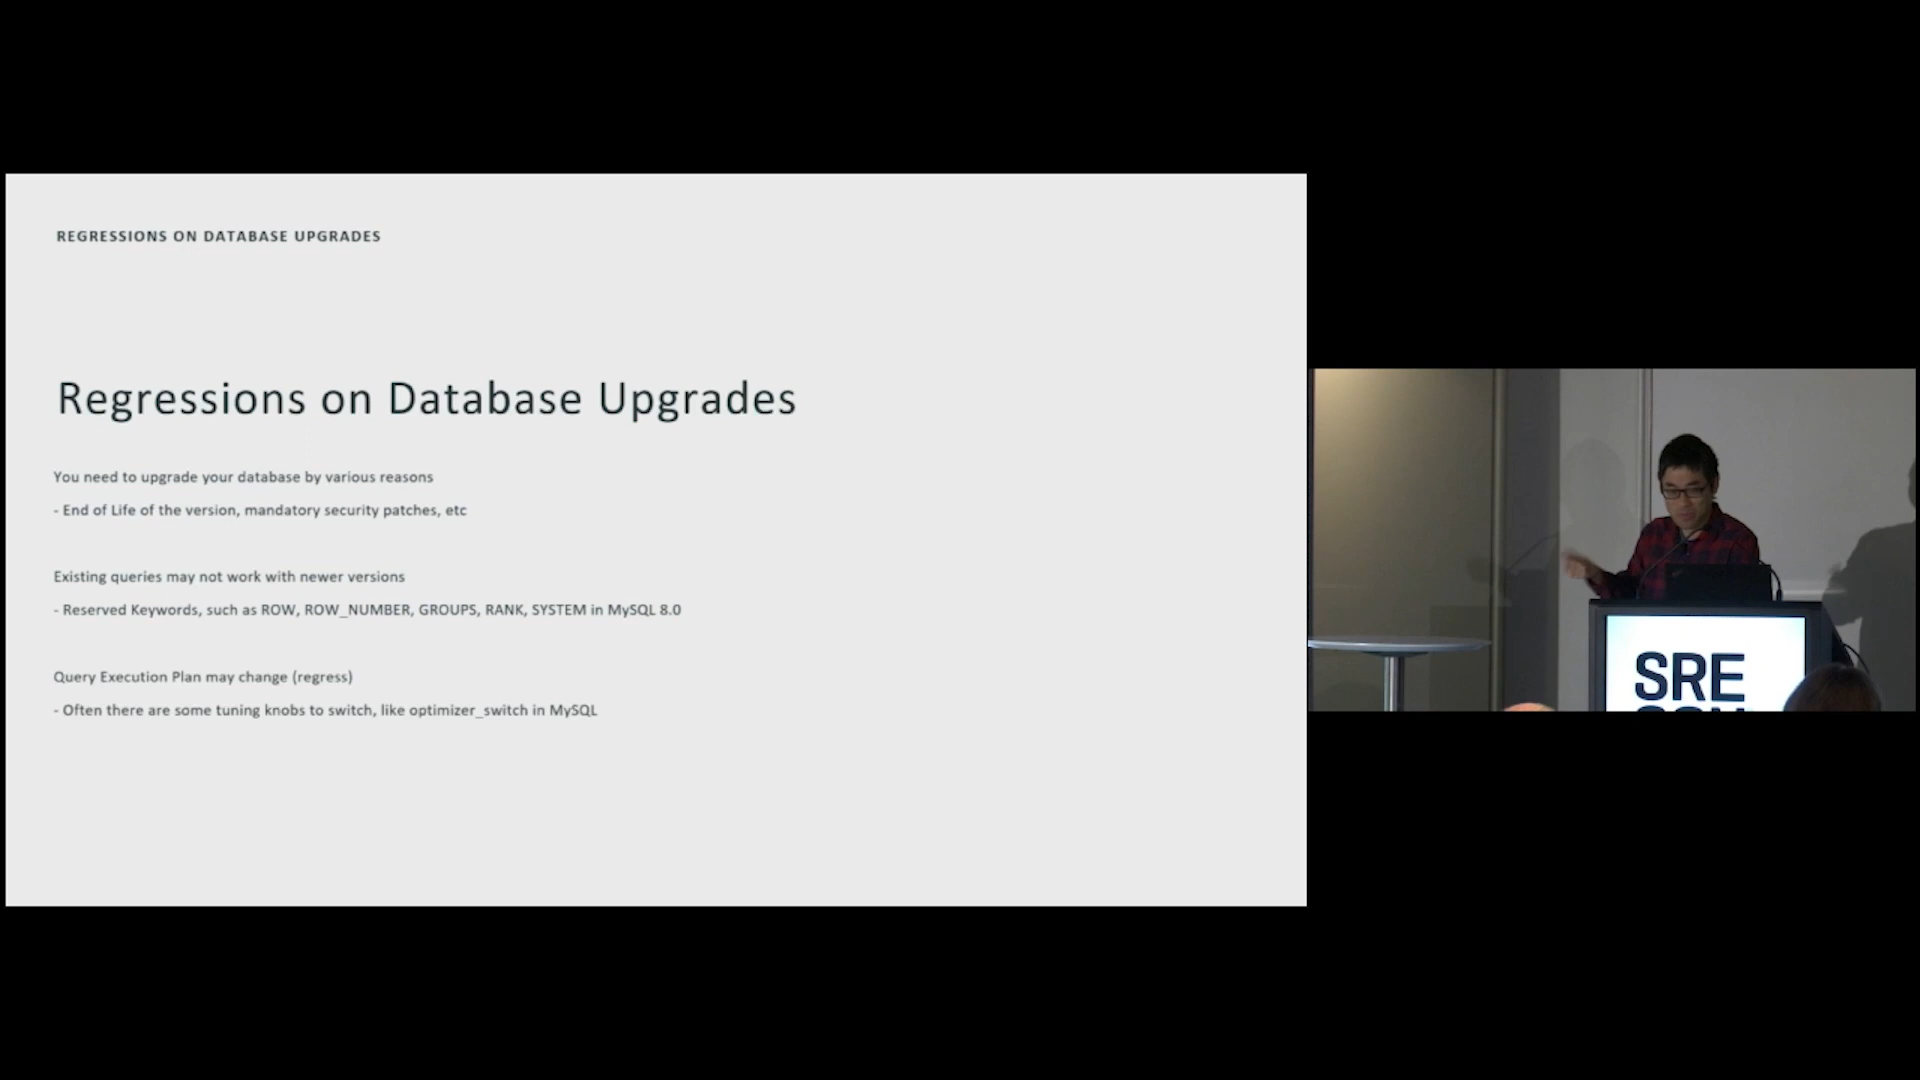 REGRESSIONS ON DATABASE UPGRADES
Regressions on Database Upgrades
You need to upgrade your database by various reasons
- End of Life of the version, mandatory security patches, etc
Existing queries may not work with newer versions
- Reserved Keywords, such as ROW, ROW_NUMBER, GROUPS, RANK, SYSTEM in MySQL 8.0
Query Execution Plan may change (regress)
- Often there are some tuning knobs to switch, like optimizer_switch in MySQL
SRE